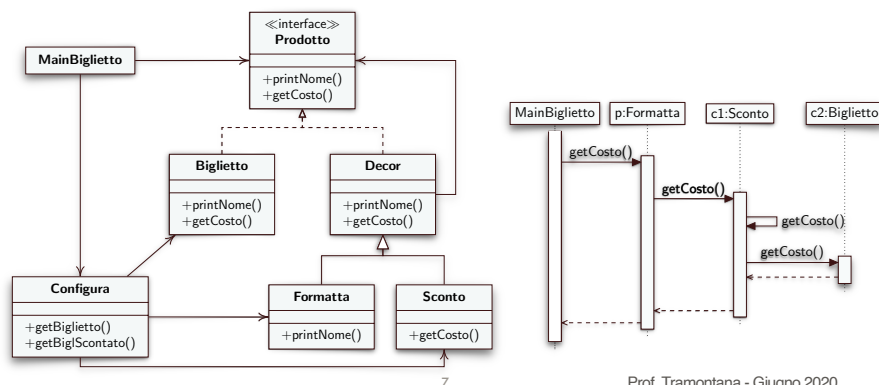 ≪interface≫
Prodotto
+printNome()
+getCosto()
MainBiglietto
Biglietto
+printNome()
+getCosto()
Decor
+printNome()
+getCosto()
Configura
+getBiglietto()
+getBiglScontato()
Formatta
+printNome()
Sconto
+getCosto()
MainBiglietto
p:Formatta
c1:Sconto
c2:Biglietto
getCosto()
getCosto()
getCosto()
getCosto()
7
Prof. Tramontana - Giugno 2020